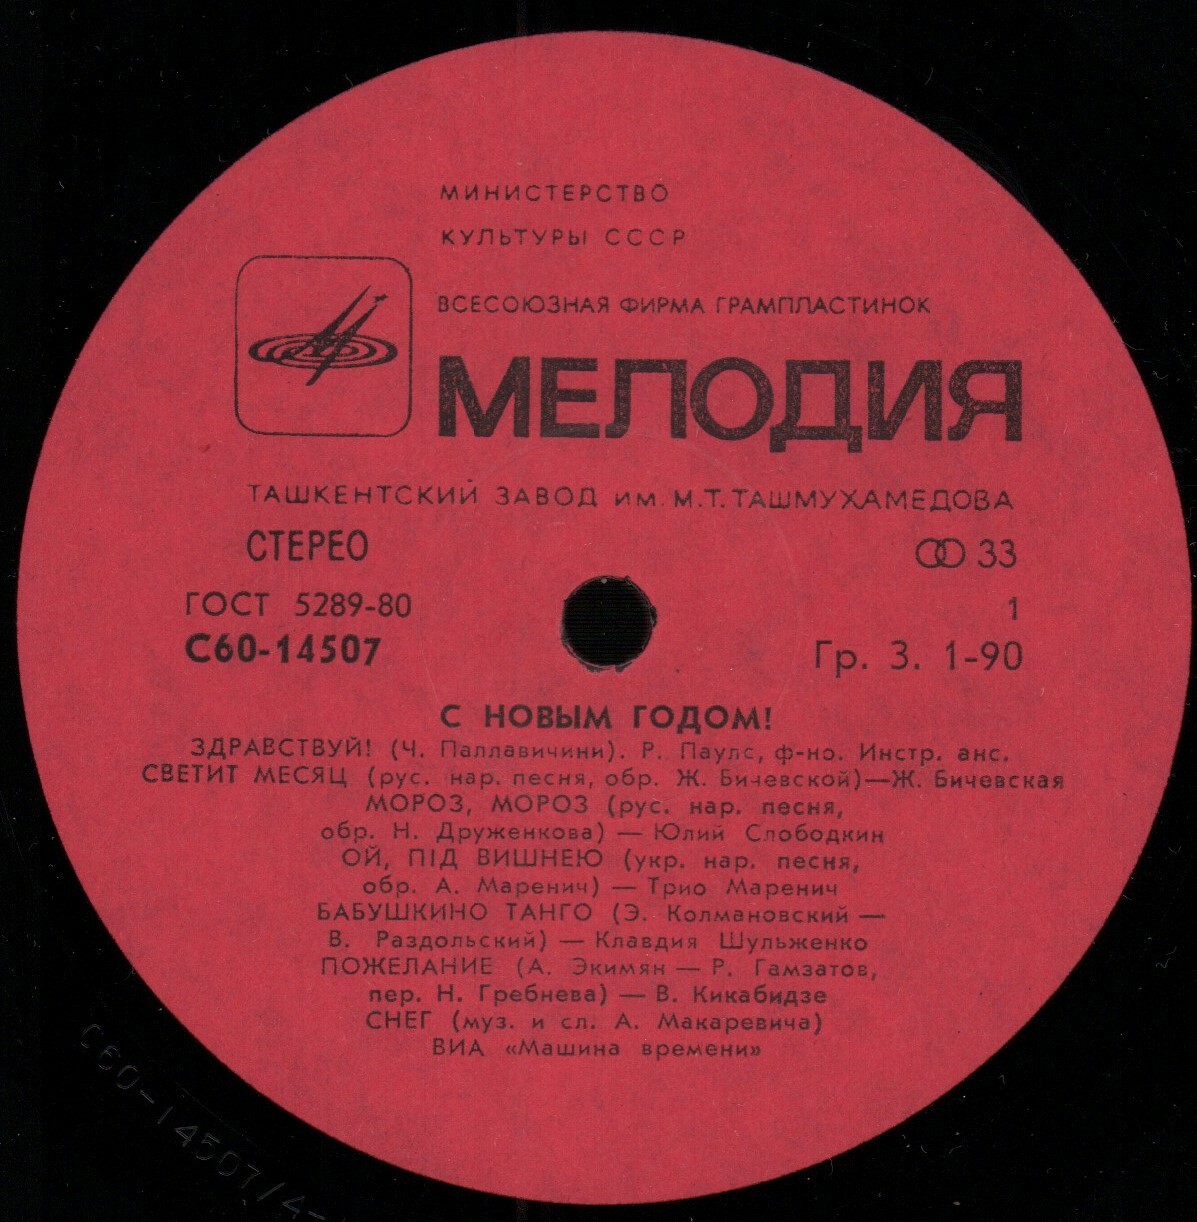 МИНИСТЕРСТВО
КУЛЬТУРЫ СССР
ВСЕСОЮЗНАЯ ФИРМА ГРАМПЛАСТИНОК
МЕЛОДИЯ
ТАШКЕНТСКИЙ ЗАВОД ИМ. М.Т. ТАШМУХАМЕДОВА
СТЕРЕО 33
ГОСТ 5289-80 1
С60-14507 Гр. 3. 1-90
С НОВЫМ ГОДОМ!
ЗДРАВСТВУЙ! (Ч. Паллавичини). Р. Паулс, ф-но. Инстр. анс.
СВЕТИТ МЕСЯЦ (рус. нар. песня, обр. Ж. Бичевской)—Ж. Бичевская
МОРОЗ, МОРОЗ (рус. нар. песня,
обр. Н. Друженкова) — Юлий Слободкин
ОЙ, ПІД ВИШНЕЮ (укр. нар. песня,
обр. А. Маренич) — Трио Маренич
БАБУШКИНО ТАНГО (Э. Колмановский —
В. Раздольский) — Клавдия Шульженко
ПОЖЕЛАНИЕ (А. Экимян — Р. Гамзатов,
пер. Н. Гребнева) — В. Кикабидзе
СНЕГ (муз. и сл. А. Макаревича)
ВИА «Машина времени»
С60-14507/4-